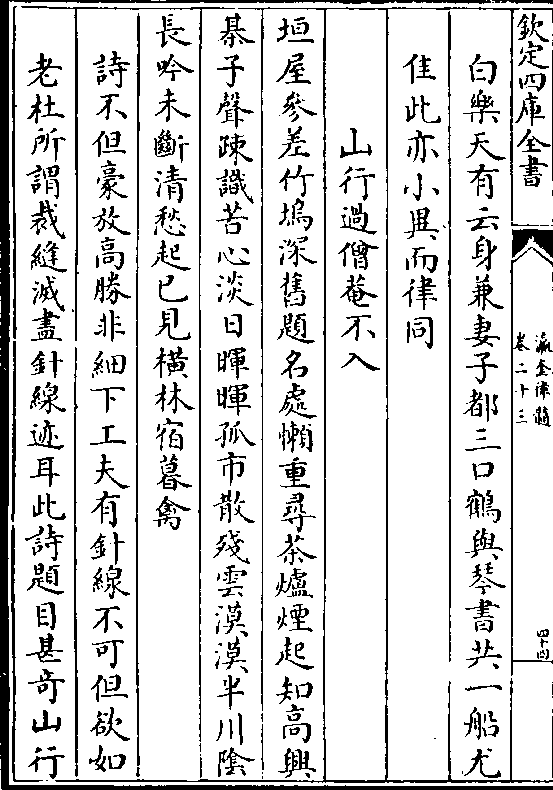 欽定四庫全書
瀛奎律髓
卷二十三
四十四
白樂天有云身兼妻子都三口鶴與琴書共一船尤
佳此亦小異而律同
山行過僧菴不入
垣屋參差竹塢深舊題名處懶重尋茶爐煙起知高興
棊子聲疎識苦心淡日暉暉孤市散殘雲漠漠半川陰
長吟未斷清愁起已見橫林宿暮禽
詩不但豪放高勝非細下工夫有針線不可但欲如
老杜所謂裁縫滅盡針線迹耳此詩題目甚奇山行